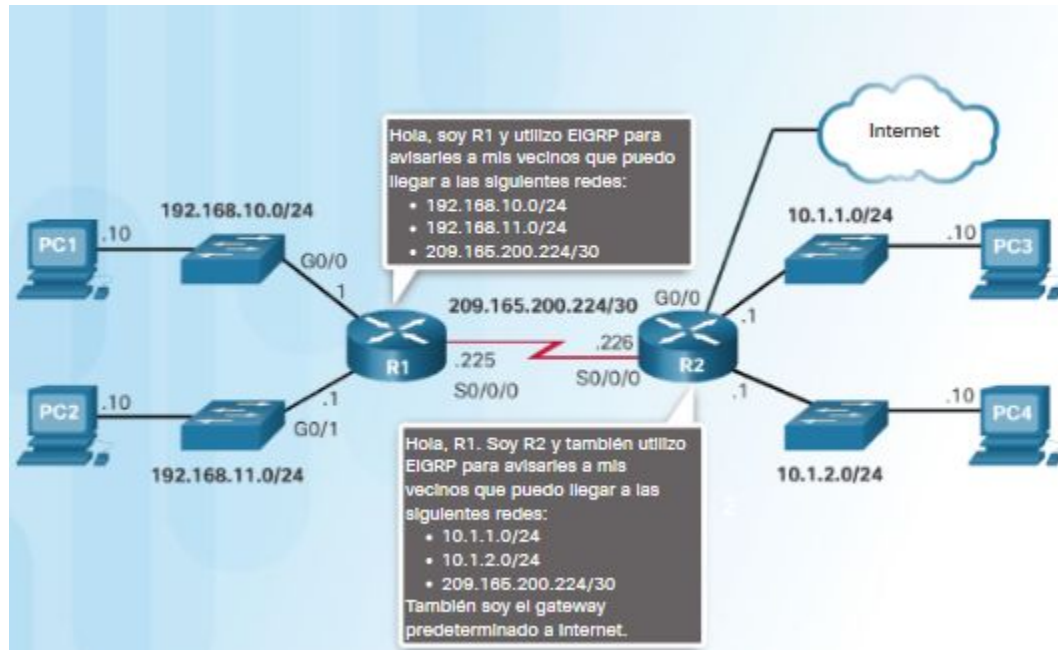 Hola, soy R1 y utilizo EIGRP para
avisarles a mis vecinos que puedo
llegar a las siguientes redes:
• 192.168.10.0/24
• 192.168.11.0/24
• 209.165.200.224/30
Internet
192.168.10.0/24
10.1.1.0/24
PC1
.10
G0/0
1
.10
PC3
209.165.200.224/30
G0/0
.1
R1
.225
S0/0/0
.226
S0/0/0
R2
PC2
.10
.1
G0/1
.1
.10
PC4
192.168.11.0/24
10.1.2.0/24
Hola, R1. Soy R2 y también utilizo
EIGRP para avisarles a mis
vecinos que puedo llegar a las
siguientes redes:
• 10.1.1.0/24
• 10.1.2.0/24
• 209.165.200.224/30
También soy el gateway
predeterminado a Internet.